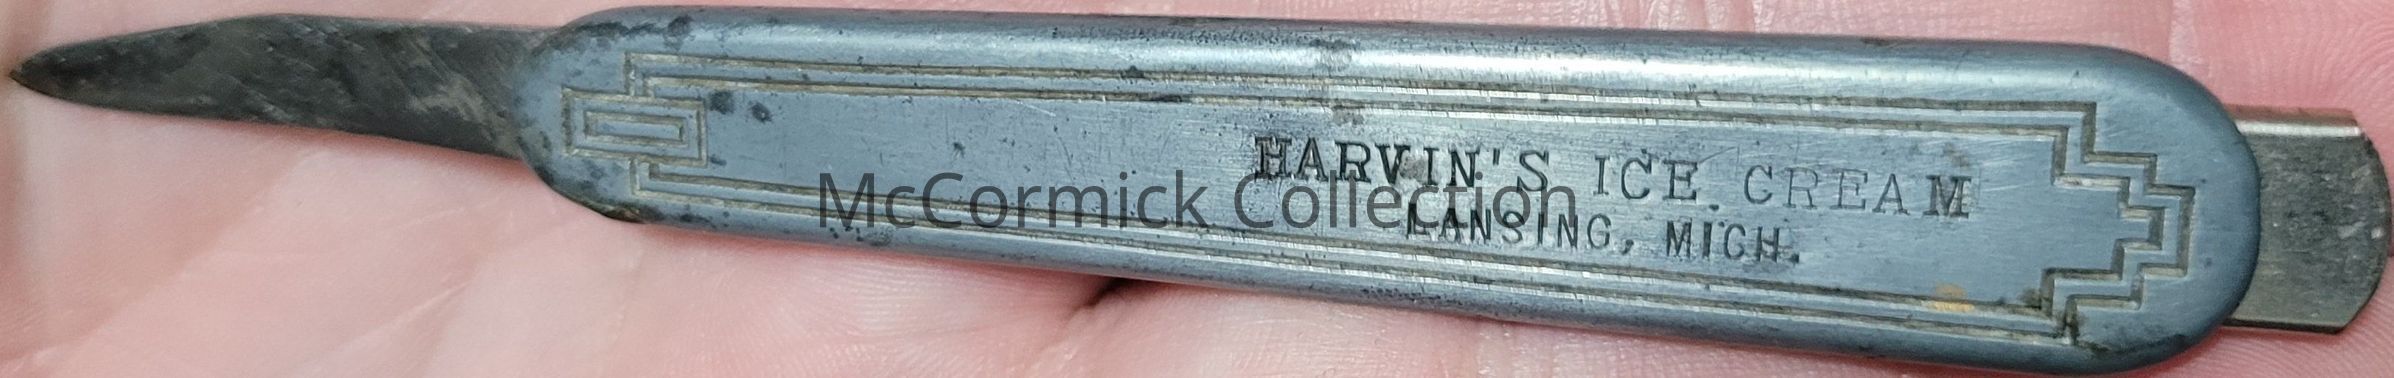 HARVIN'S ICE CREAM
LANSING, MICH.
McCormick Collection